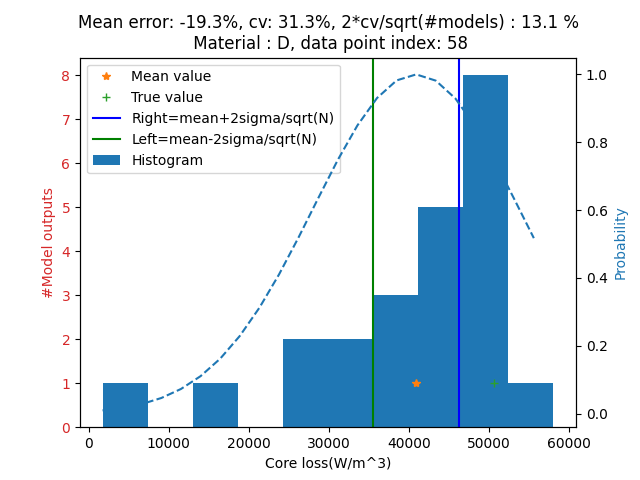 Mean error: -19.3%, cv: 31.3%, 2*cv/sqrt(#models) : 13.1 %
Material : D, data point index: 58
Mean value
True value
Right=mean+2sigma/sqrt(N)
Left=mean-2sigma/sqrt(N)
Histogram
8
7
6
5
4
3
2
1
0
#Model outputs
1.0
0.8
0.6
0.4
0.2
0.0
Probability
0 10000 20000 30000 40000 50000 60000
Core loss(W/m^3)